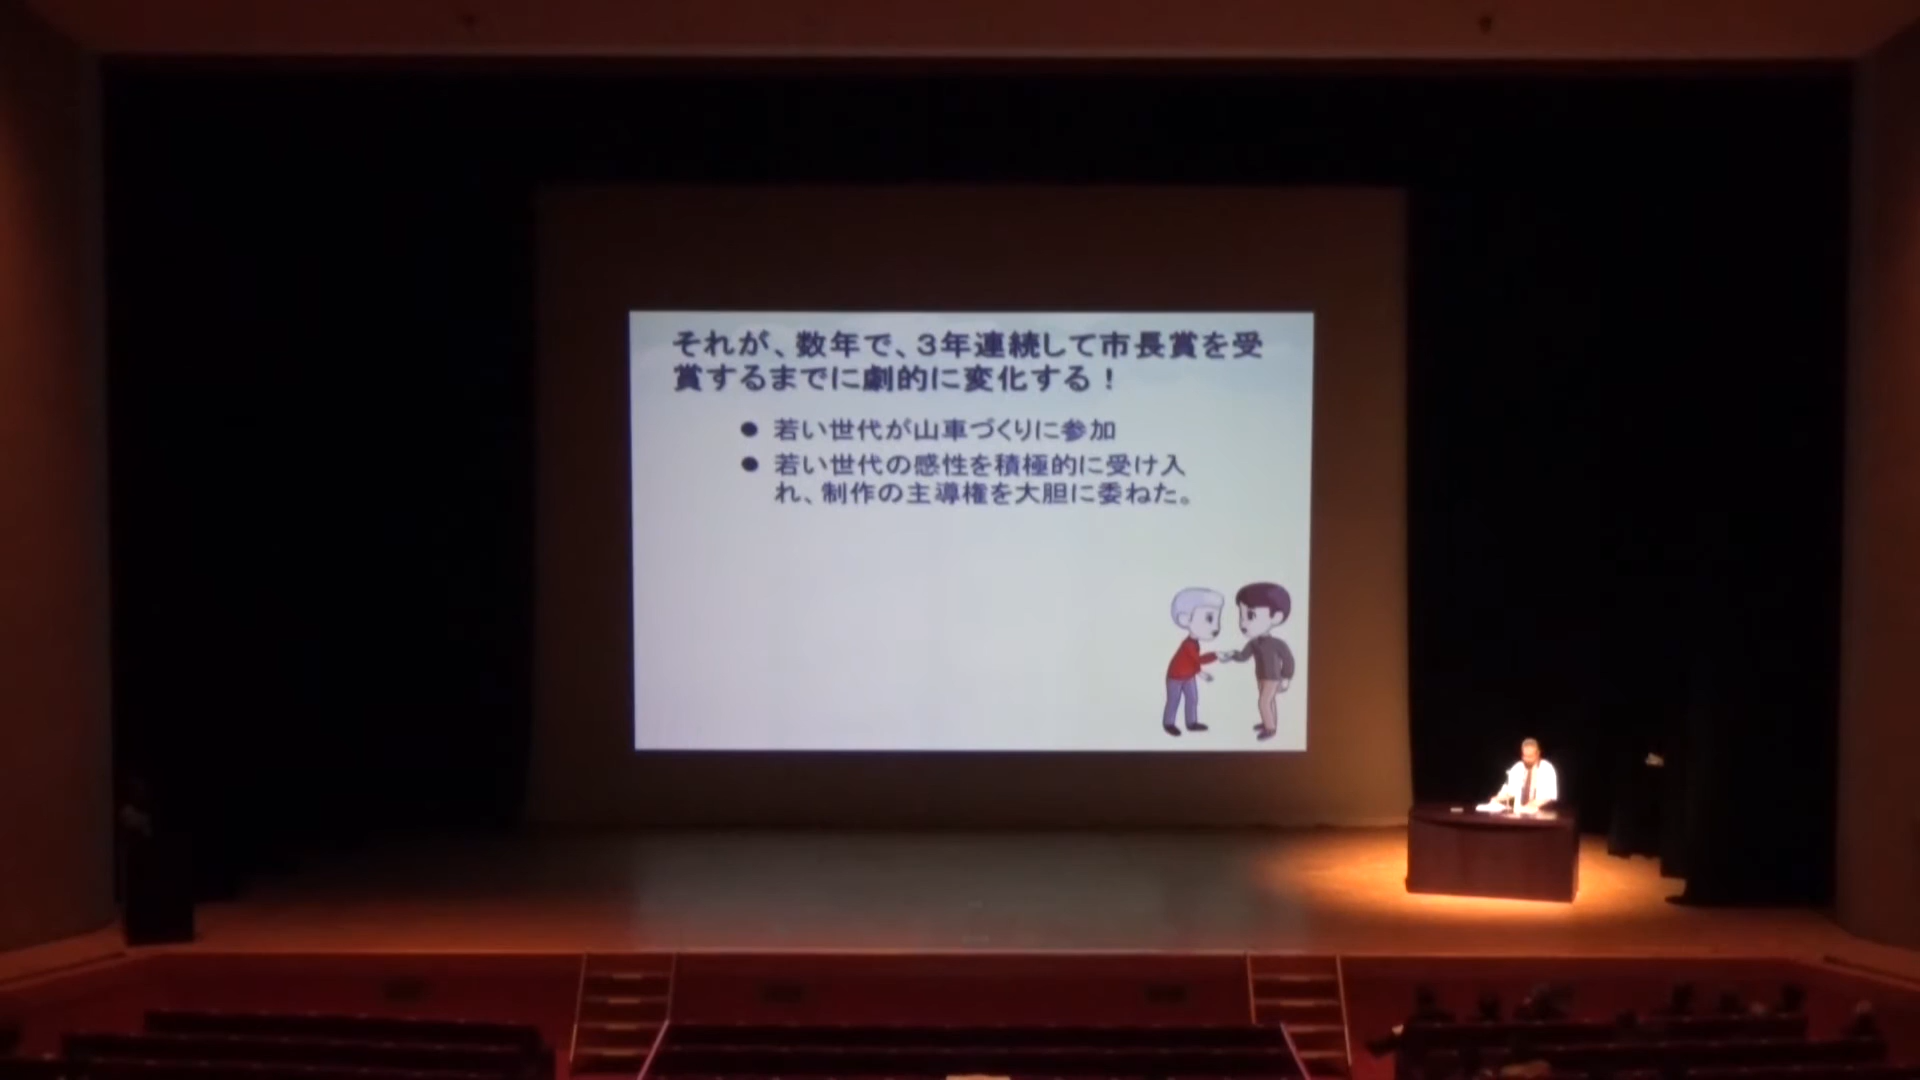 それが、数年で、３年連続して市長賞を受
賞するまでに劇的に変化する！
● 若い世代が山車づくりに参加
● 若い世代の感性を積極的に受け入
れ、制作の主導権を大胆に委ねた。